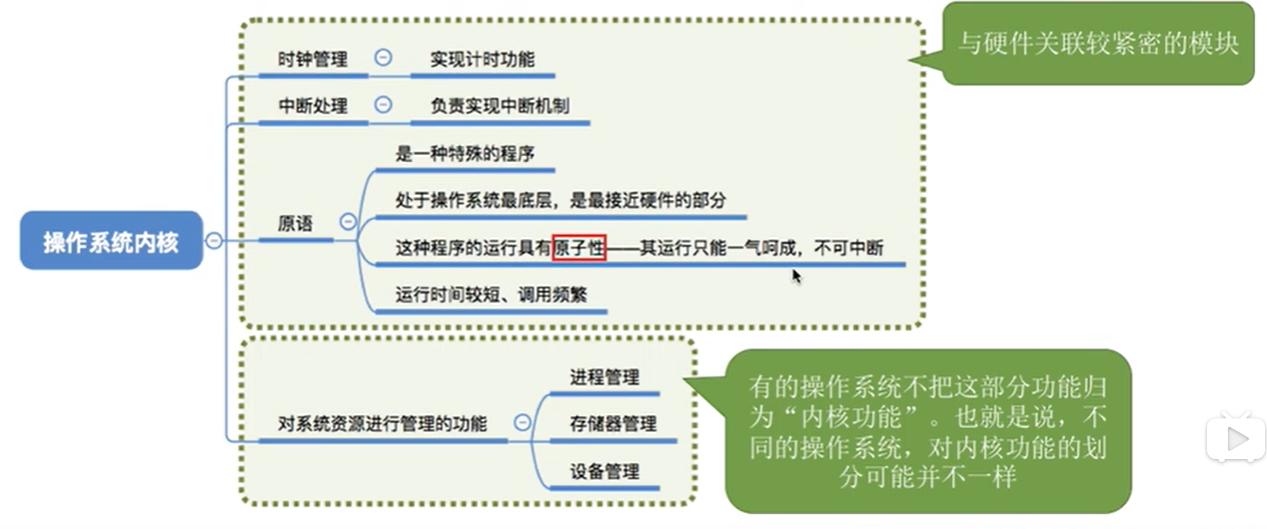 与硬件关联较紧密的模块
时钟管理
实现计时功能
中断处理
负责实现中断机制
是一种特殊的程序
处于操作系统最底层，是最接近硬件的部分
操作系统内核
原语
这种程序的运行具有原子性——其运行只能一气呵成，不可中断
运行时间较短、调用频繁
进程管理
对系统资源进行管理的功能
存储器管理
设备管理
有的操作系统不把这部分功能归
为“内核功能”。也就是说，不
同的操作系统，对内核功能的划
分可能并不一样